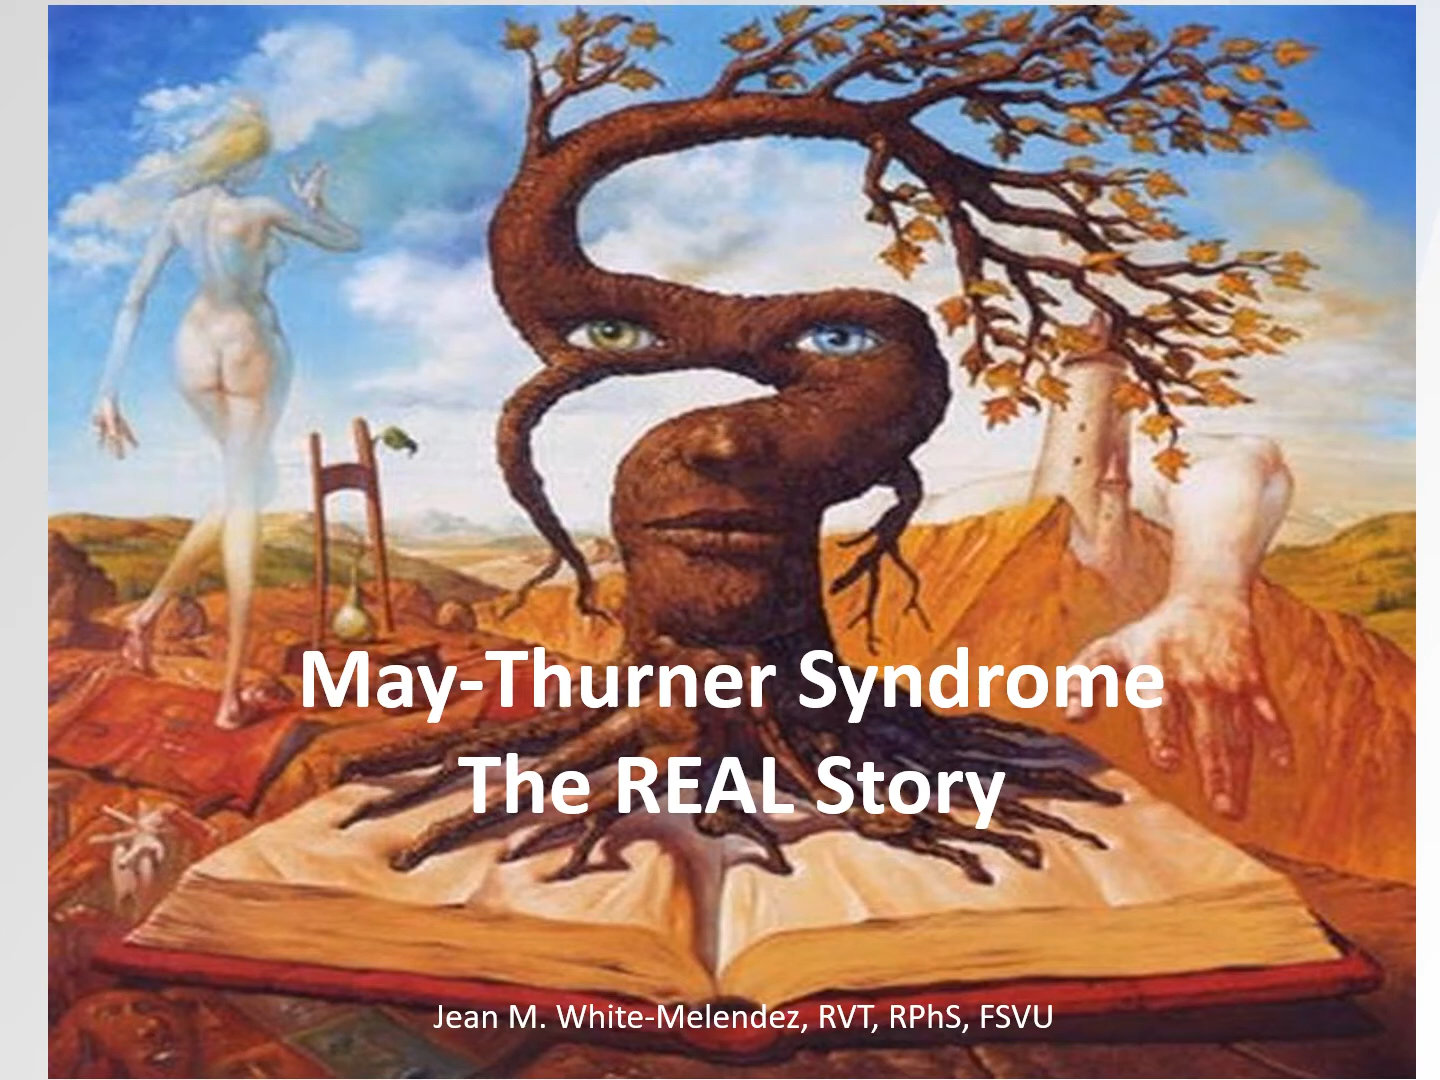 May-Thurner Syndrome
The REAL Story
Jean M. White-Melendez, RVT, RPhS, FSVU